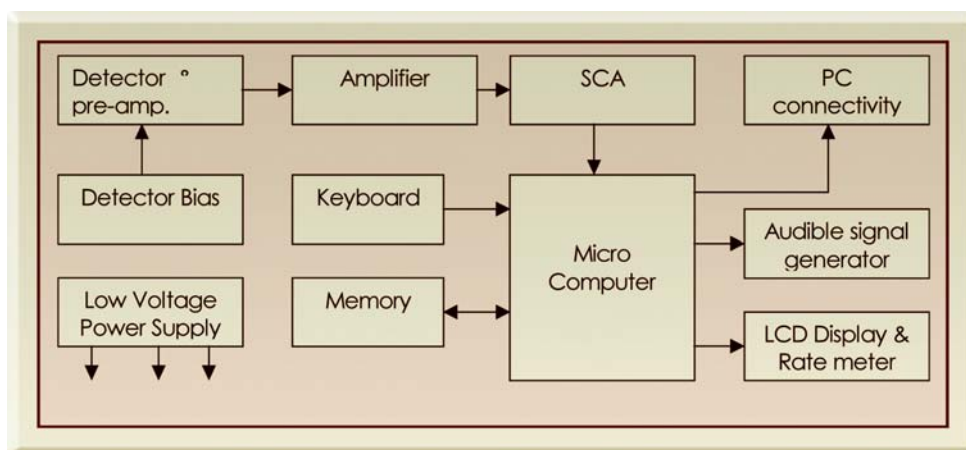 Detector °
pre-amp.
Amplifier
SCA
PC
connectivity
Detector Bias
Keyboard
Micro
Computer
Audible signal
generator
Low Voltage
Power Supply
Memory
LCD Display &
Rate meter